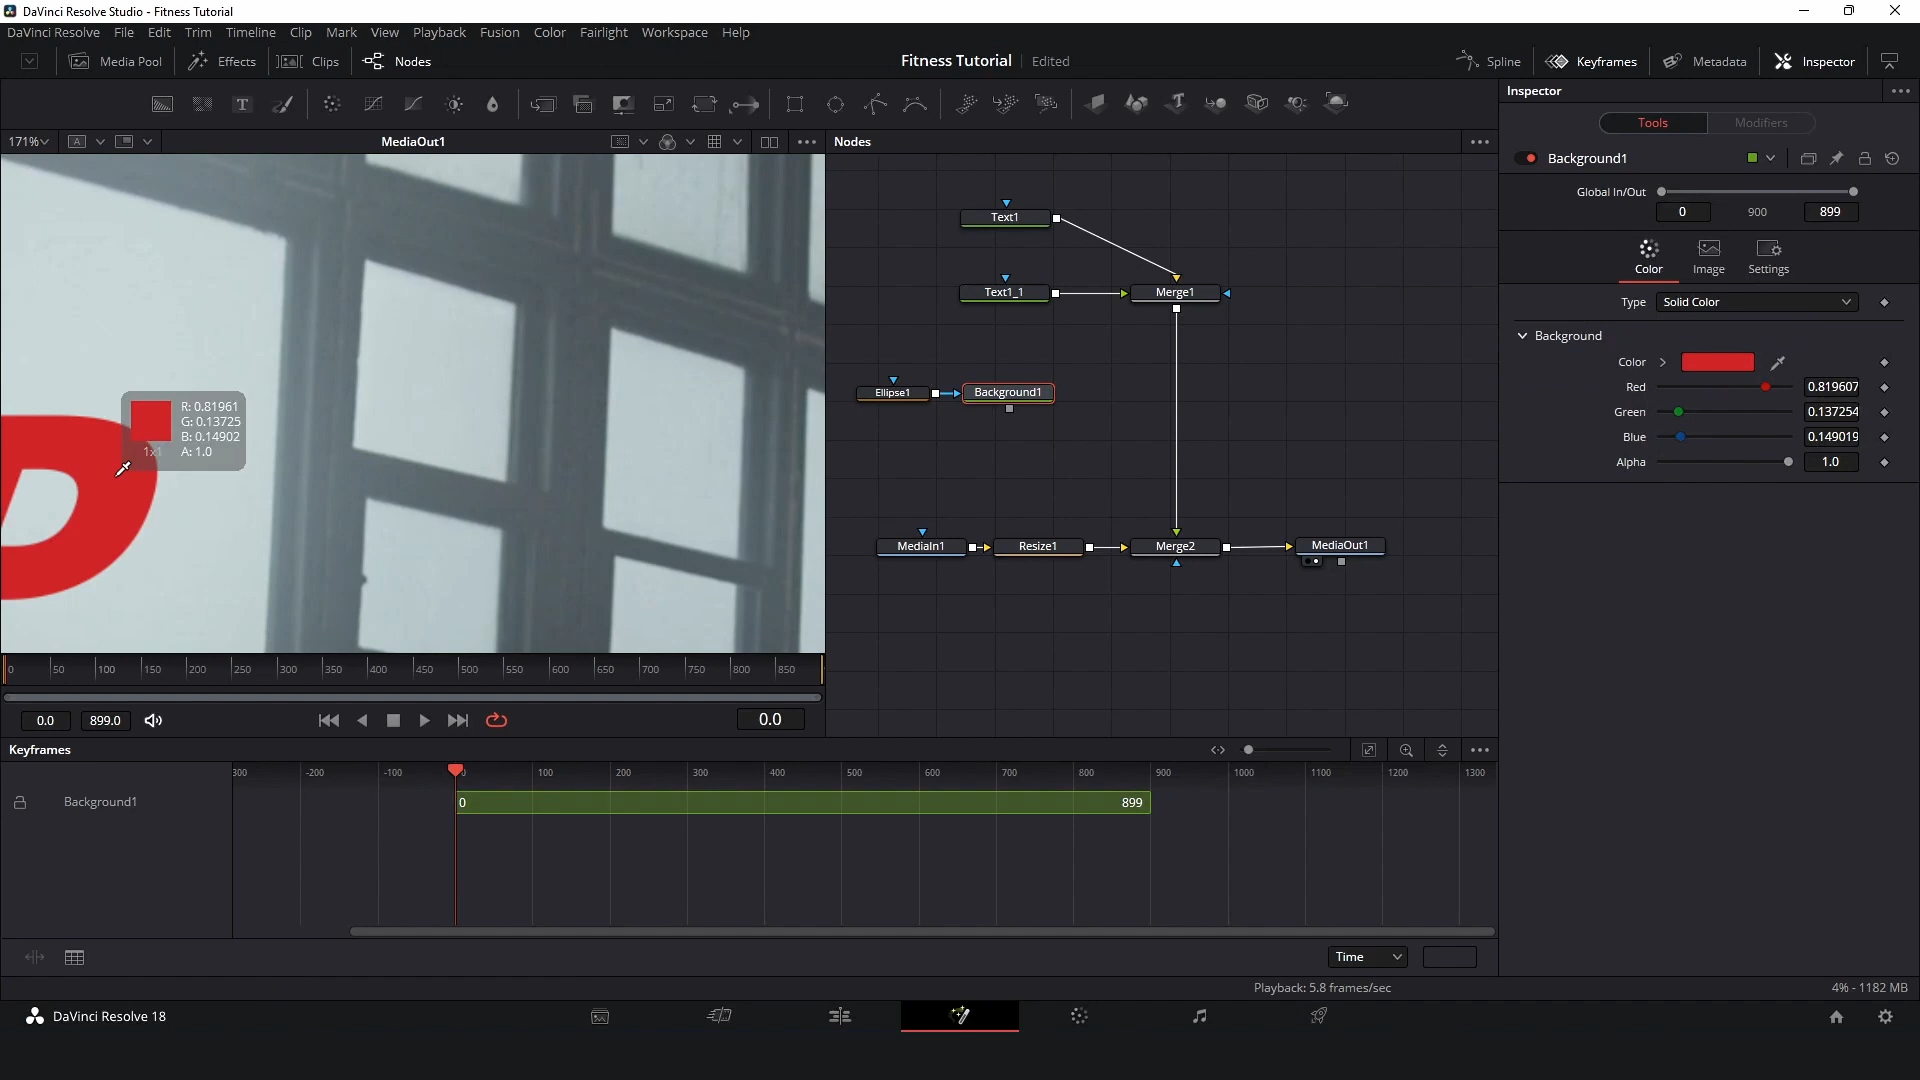 DaVinci Resolve Studio - Fitness Tutorial
DaVinci Resolve File Edit Trim Timeline Clip Mark View Playback Fusion Color Fairlight Workspace Help
Media Pool Effects Clips Nodes Fitness Tutorial Edited Spline Keyframes Metadata Inspector
Inspector
Tools Modifiers
171% A MediaOut1 Nodes
Background1
Global In/Out
0 900 899
Color Image Settings
Type Solid Color
Background
Color
Red 0.819607
Green 0.137254
Blue 0.149019
Alpha 1.0
Text1
Text1_1 Merge1
Ellipse1 Background1
MediaIn1 Resize1 Merge2 MediaOut1
R: 0.81961
G: 0.13725
B: 0.14902
1x1 A: 1.0
0 50 100 150 200 250 300 350 400 450 500 550 600 650 700 750 800 850
0.0 899.0 0.0
Keyframes
300 -200 -100 0 100 200 300 400 500 600 700 800 900 1000 1100 1200 1300
Background1 0 899
Time
Playback: 5.8 frames/sec 4% - 1182 MB
DaVinci Resolve 18